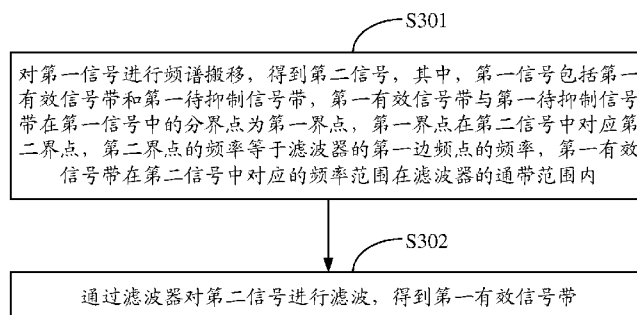 S301
对第一信号进行频谱搬移，得到第二信号，其中，第一信号包括第一
有效信号带和第一待抑制信号带，第一有效信号带与第一待抑制信号
带在第一信号中的分界点为第一界点，第一界点在第二信号中对应第
二界点，第二界点的频率等于滤波器的第一边频点的频率，第一有效
信号带在第二信号中对应的频率范围在滤波器的通带范围内
S302
通过滤波器对第二信号进行滤波，得到第一有效信号带